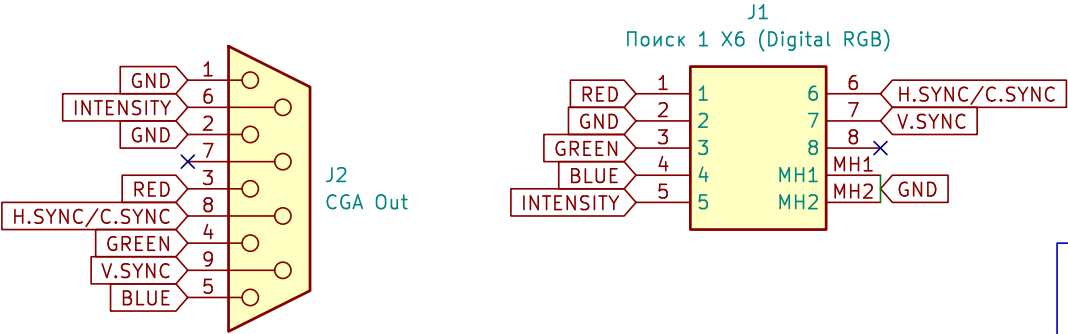 J1
Поиск 1 X6 (Digital RGB)
GND 1
INTENSITY 6
GND 2
7
RED 3
H.SYNC/C.SYNC 8
GREEN 4
V.SYNC 9
BLUE 5
J2
CGA Out
RED 1 1 6 6 H.SYNC/C.SYNC
GND 2 2 7 7 V.SYNC
GREEN 3 3 8 8
BLUE 4 4 MH1 MH1
INTENSITY 5 5 MH2 MH2 GND